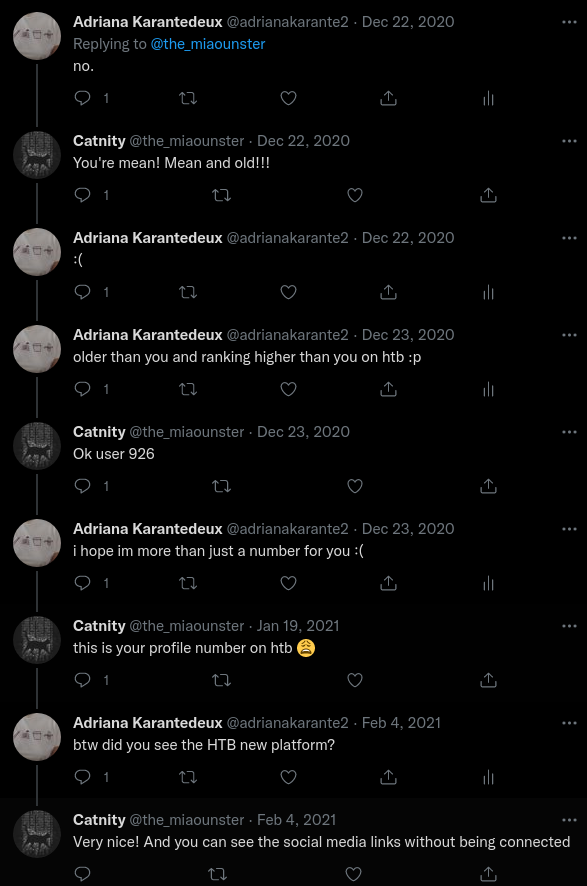 Adriana Karantedeux @adrianakarante2 · Dec 22, 2020
Replying to @the_miaounster
no.
1
Catnity @the_miaounster · Dec 22, 2020
You're mean! Mean and old!!!
1
Adriana Karantedeux @adrianakarante2 · Dec 22, 2020
:(
1
Adriana Karantedeux @adrianakarante2 · Dec 23, 2020
older than you and ranking higher than you on htb :p
1
Catnity @the_miaounster · Dec 23, 2020
Ok user 926
1
Adriana Karantedeux @adrianakarante2 · Dec 23, 2020
i hope im more than just a number for you :(
1
Catnity @the_miaounster · Jan 19, 2021
this is your profile number on htb 😩
1
Adriana Karantedeux @adrianakarante2 · Feb 4, 2021
btw did you see the HTB new platform?
1
Catnity @the_miaounster · Feb 4, 2021
Very nice! And you can see the social media links without being connected